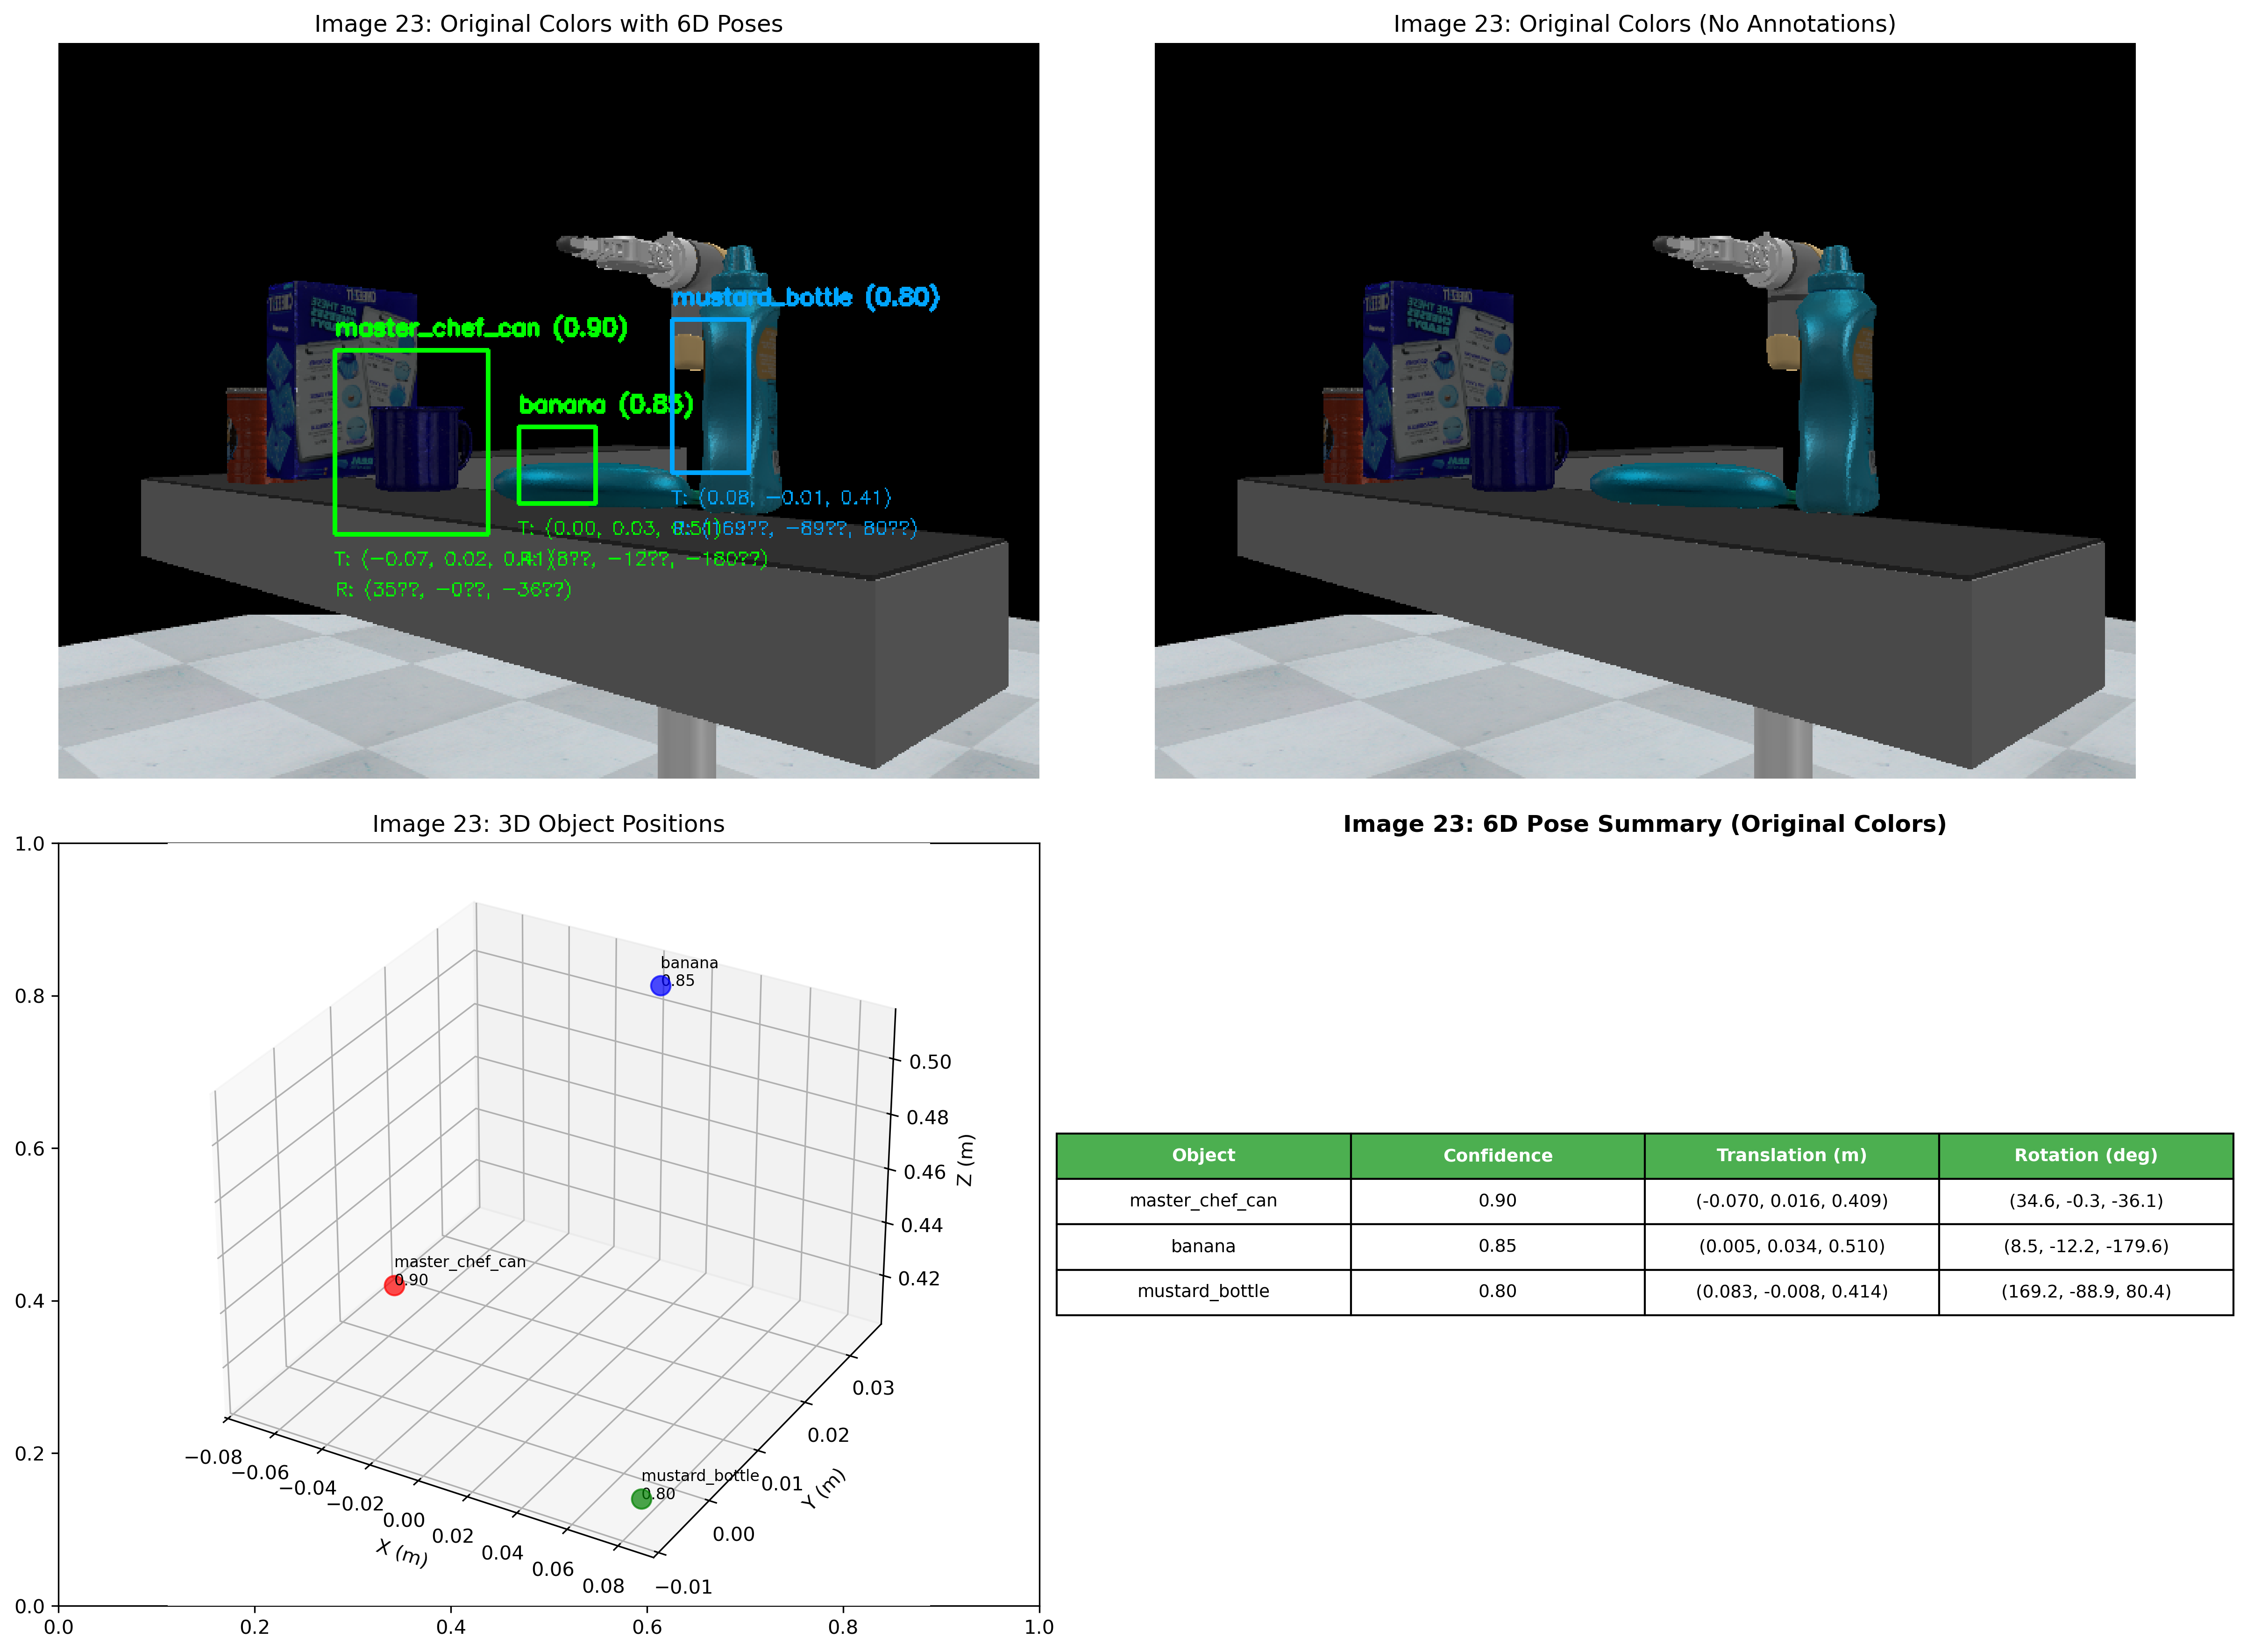 Image 23: Original Colors with 6D Poses
mustard_bottle (0.80)
master_chef_can (0.90)
banana (0.85)
T: (0.08, −0.01, 0.41)
R: (169??, −89??, 80??)
T: (0.00, 0.03, 0.51)
R: (8??, −12??, −180??)
T: (−0.07, 0.02, 0.41)
R: (35??, −0??, −36??)
Image 23: Original Colors (No Annotations)
CHEEZ IT
ARE THESE
CHEESES
READY?
Image 23: 3D Object Positions
1.0
0.8
0.6
0.4
0.2
0.0
0.0
0.2
0.4
0.6
0.8
1.0
banana
0.85
master_chef_can
0.90
mustard_bottle
0.80
0.50
0.48
0.46
0.44
0.42
Z (m)
0.03
0.02
0.01
0.00
−0.01
Y (m)
−0.08
−0.06
−0.04
−0.02
0.00
0.02
0.04
0.06
0.08
X (m)
Image 23: 6D Pose Summary (Original Colors)
Object Confidence Translation (m) Rotation (deg)
master_chef_can 0.90 (-0.070, 0.016, 0.409) (34.6, -0.3, -36.1)
banana 0.85 (0.005, 0.034, 0.510) (8.5, -12.2, -179.6)
mustard_bottle 0.80 (0.083, -0.008, 0.414) (169.2, -88.9, 80.4)